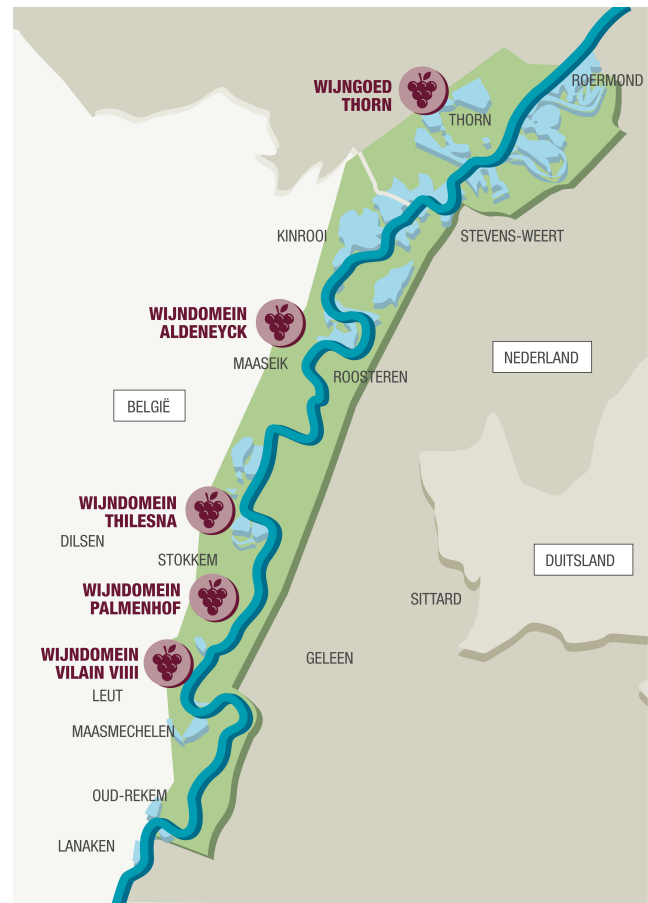 ROERMOND
WIJNGOED
THORN
THORN
KINROOI
STEVENS-WEERT
WIJNDOMEIN
ALDENEYCK
MAASEIK
NEDERLAND
ROOSTEREN
BELGIË
WIJNDOMEIN
THILESNA
DILSEN
STOKKEM
DUITSLAND
WIJNDOMEIN
PALMENHOF
SITTARD
WIJNDOMEIN
VILAIN VIIII
GELEEN
LEUT
MAASMECHELEN
OUD-REKEM
LANAKEN